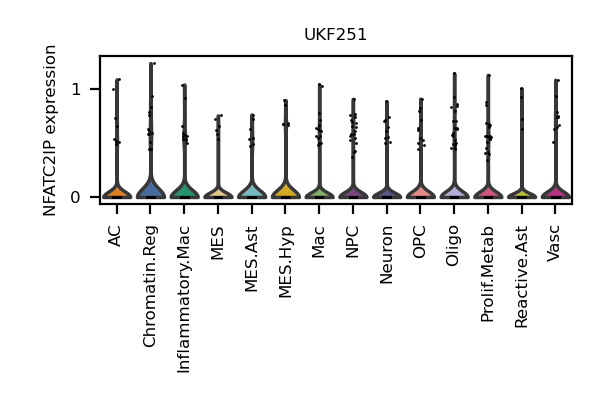 UKF251
NFATC2IP expression
1
0
AC
Chromatin.Reg
Inflammatory.Mac
MES
MES.Ast
MES.Hyp
Mac
NPC
Neuron
OPC
Oligo
Prolif.Metab
Reactive.Ast
Vasc